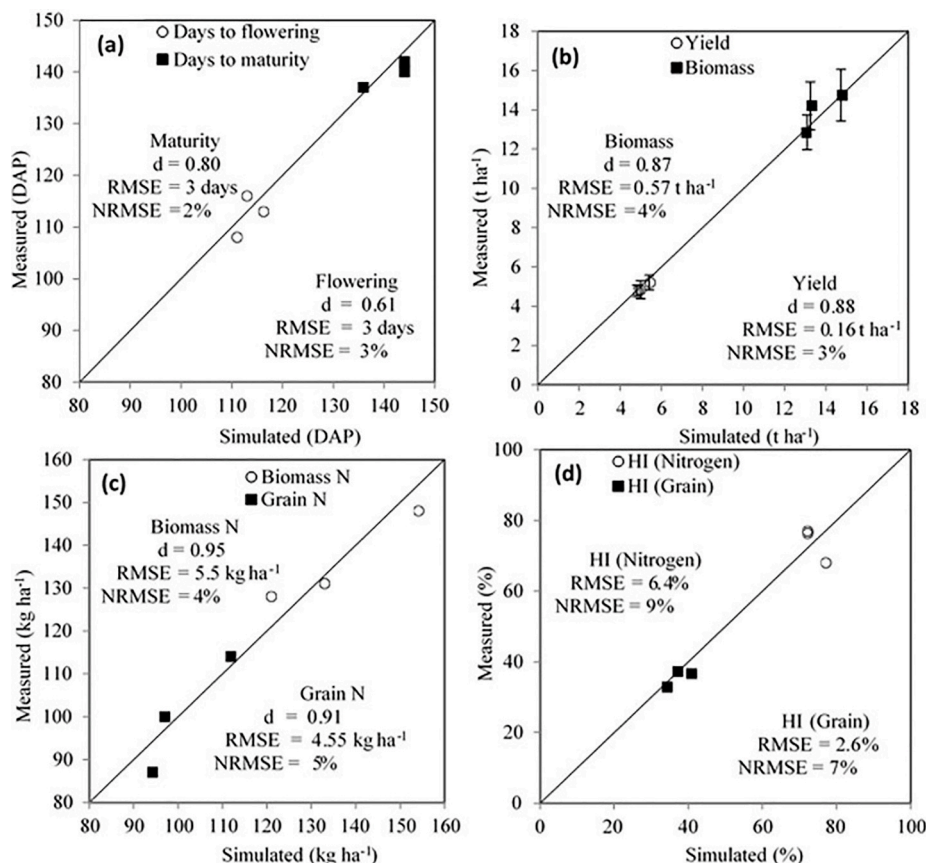 (a)
Days to flowering
Days to maturity
Measured (DAP)
150
140
130
120
110
100
90
80
Maturity
d = 0.80
RMSE = 3 days
NRMSE = 2%
Flowering
d = 0.61
RMSE = 3 days
NRMSE = 3%
80 90 100 110 120 130 140 150
Simulated (DAP)
(b)
Yield
Biomass
Measured (t ha⁻¹)
18
16
14
12
10
8
6
4
2
0
Biomass
d = 0.87
RMSE = 0.57 t ha⁻¹
NRMSE = 4%
Yield
d = 0.88
RMSE = 0.16 t ha⁻¹
NRMSE = 3%
0 2 4 6 8 10 12 14 16 18
Simulated (t ha⁻¹)
(c)
Biomass N
Grain N
Measured (kg ha⁻¹)
160
150
140
130
120
110
100
90
80
Biomass N
d = 0.95
RMSE = 5.5 kg ha⁻¹
NRMSE = 4%
Grain N
d = 0.91
RMSE = 4.55 kg ha⁻¹
NRMSE = 5%
80 90 100 110 120 130 140 150 160
Simulated (kg ha⁻¹)
(d)
HI (Nitrogen)
HI (Grain)
Measured (%)
100
80
60
40
20
0
HI (Nitrogen)
RMSE = 6.4%
NRMSE = 9%
HI (Grain)
RMSE = 2.6%
NRMSE = 7%
0 20 40 60 80 100
Simulated (%)